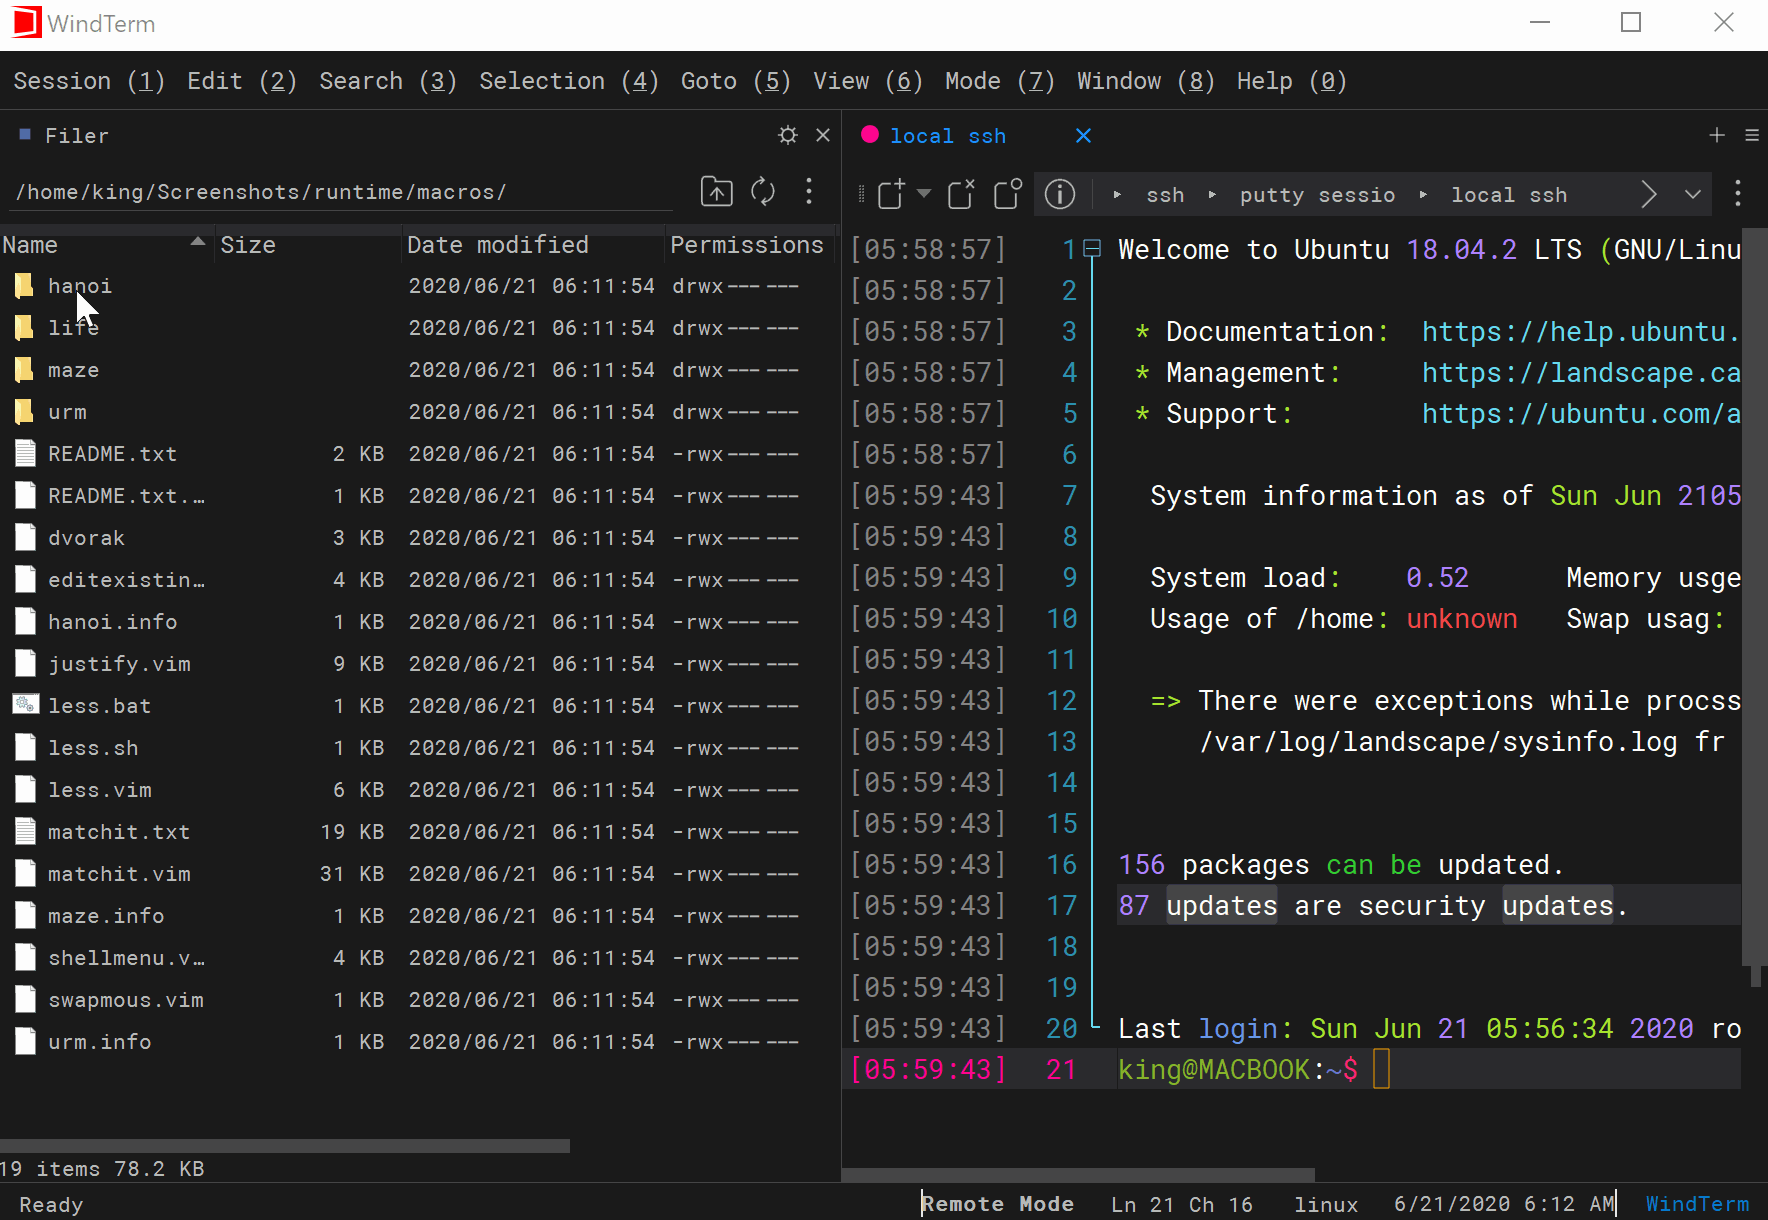 WindTerm
Session (1) Edit (2) Search (3) Selection (4) Goto (5) View (6) Mode (7) Window (8) Help (0)
Filer
/home/king/Screenshots/runtime/macros/
Name Size Date modified Permissions
hanoi 2020/06/21 06:11:54 drwx------
life 2020/06/21 06:11:54 drwx------
maze 2020/06/21 06:11:54 drwx------
urm 2020/06/21 06:11:54 drwx------
README.txt 2 KB 2020/06/21 06:11:54 -rwx------
README.txt.… 1 KB 2020/06/21 06:11:54 -rwx------
dvorak 3 KB 2020/06/21 06:11:54 -rwx------
editexistin… 4 KB 2020/06/21 06:11:54 -rwx------
hanoi.info 1 KB 2020/06/21 06:11:54 -rwx------
justify.vim 9 KB 2020/06/21 06:11:54 -rwx------
less.bat 1 KB 2020/06/21 06:11:54 -rwx------
less.sh 1 KB 2020/06/21 06:11:54 -rwx------
less.vim 6 KB 2020/06/21 06:11:54 -rwx------
matchit.txt 19 KB 2020/06/21 06:11:54 -rwx------
matchit.vim 31 KB 2020/06/21 06:11:54 -rwx------
maze.info 1 KB 2020/06/21 06:11:54 -rwx------
shellmenu.v… 4 KB 2020/06/21 06:11:54 -rwx------
swapmous.vim 1 KB 2020/06/21 06:11:54 -rwx------
urm.info 1 KB 2020/06/21 06:11:54 -rwx------
19 items 78.2 KB
local ssh
ssh putty sessio local ssh
[05:58:57] 1 Welcome to Ubuntu 18.04.2 LTS (GNU/Linu
[05:58:57] 2
[05:58:57] 3 * Documentation: https://help.ubuntu.
[05:58:57] 4 * Management: https://landscape.ca
[05:58:57] 5 * Support: https://ubuntu.com/a
[05:58:57] 6
[05:59:43] 7 System information as of Sun Jun 2105
[05:59:43] 8
[05:59:43] 9 System load: 0.52 Memory usge
[05:59:43] 10 Usage of /home: unknown Swap usag:
[05:59:43] 11
[05:59:43] 12 => There were exceptions while procss
[05:59:43] 13 /var/log/landscape/sysinfo.log fr
[05:59:43] 14
[05:59:43] 15
[05:59:43] 16 156 packages can be updated.
[05:59:43] 17 87 updates are security updates.
[05:59:43] 18
[05:59:43] 19
[05:59:43] 20 Last login: Sun Jun 21 05:56:34 2020 ro
[05:59:43] 21 king@MACBOOK:~$
Ready Remote Mode Ln 21 Ch 16 linux 6/21/2020 6:12 AM WindTerm